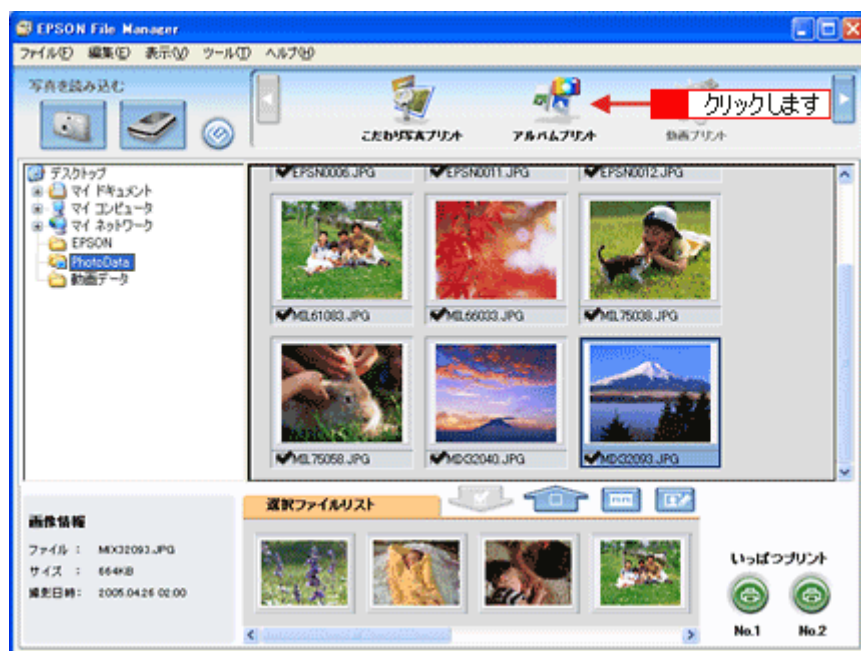 EPSON File Manager
ファイル(F) 編集(E) 表示(V) ツール(T) ヘルプ(H)
写真を読み込む
こだわり写真プリント
アルバムプリント
動画プリント
クリックします
デスクトップ
マイ ドキュメント
マイ コンピュータ
マイ ネットワーク
EPSON
PhotoData
動画データ
EPSN0006.JPG
EPSN0011.JPG
EPSN0012.JPG
MIL61083.JPG
MIL66033.JPG
MIL75038.JPG
MIL75058.JPG
MIX32040.JPG
MIX32093.JPG
画像情報
ファイル : MIX32093.JPG
サイズ : 664KB
撮影日時: 2005.04.26 02:00
選択ファイルリスト
いっぱつプリント
No.1
No.2